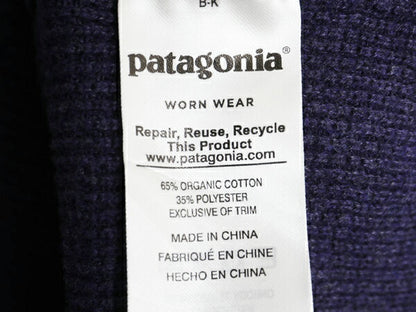 B-K
patagonia®
WORN WEAR
Repair, Reuse, Recycle
This Product
www.patagonia.com
65% ORGANIC COTTON
35% POLYESTER
EXCLUSIVE OF TRIM
MADE IN CHINA
FABRIQUÉ EN CHINE
HECHO EN CHINA